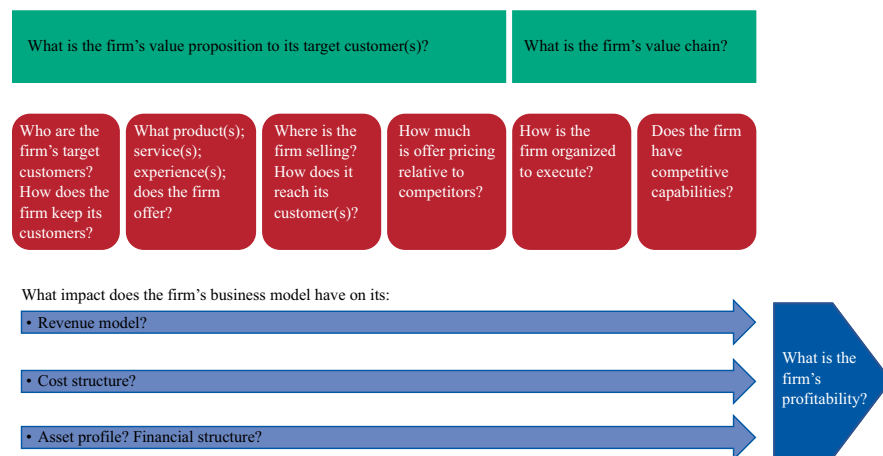 What is the firm’s value proposition to its target customer(s)?
What is the firm’s value chain?
Who are the
firm’s target
customers?
How does the
firm keep its
customers?
What product(s);
service(s);
experience(s);
does the firm
offer?
Where is the
firm selling?
How does it
reach its
customer(s)?
How much
is offer pricing
relative to
competitors?
How is the
firm organized
to execute?
Does the firm
have
competitive
capabilities?
What impact does the firm’s business model have on its:
• Revenue model?
• Cost structure?
• Asset profile? Financial structure?
What is the
firm’s
profitability?